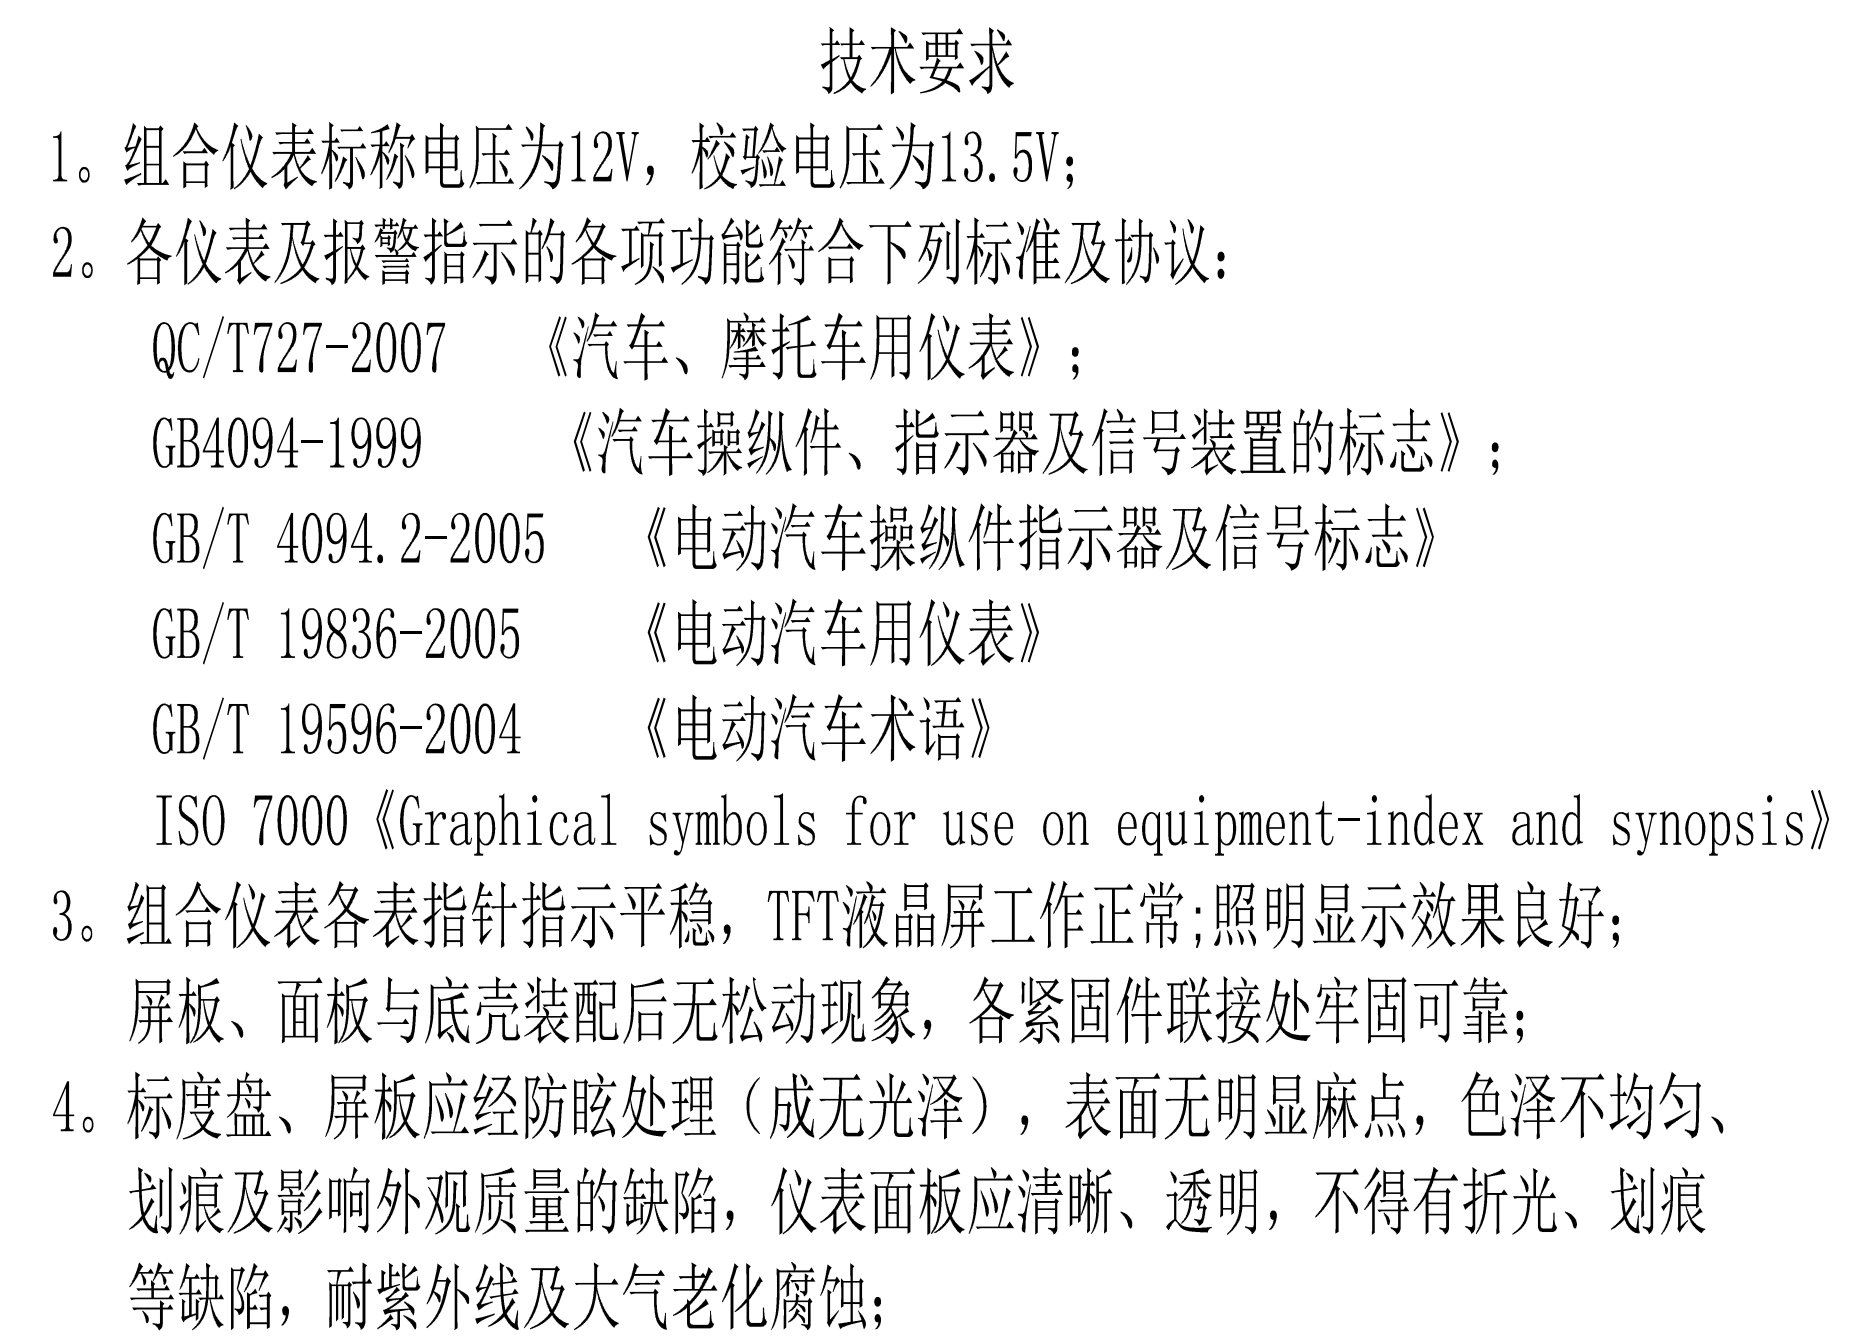 技术要求
1。组合仪表标称电压为12V，校验电压为13.5V；
2。各仪表及报警指示的各项功能符合下列标准及协议：
QC/T727-2007 《汽车、摩托车用仪表》；
GB4094-1999 《汽车操纵件、指示器及信号装置的标志》；
GB/T 4094.2-2005 《电动汽车操纵件指示器及信号标志》
GB/T 19836-2005 《电动汽车用仪表》
GB/T 19596-2004 《电动汽车术语》
ISO 7000《Graphical symbols for use on equipment-index and synopsis》
3。组合仪表各表指针指示平稳，TFT液晶屏工作正常;照明显示效果良好；
屏板、面板与底壳装配后无松动现象，各紧固件联接处牢固可靠；
4。标度盘、屏板应经防眩处理（成无光泽），表面无明显麻点，色泽不均匀、
划痕及影响外观质量的缺陷，仪表面板应清晰、透明，不得有折光、划痕
等缺陷，耐紫外线及大气老化腐蚀；